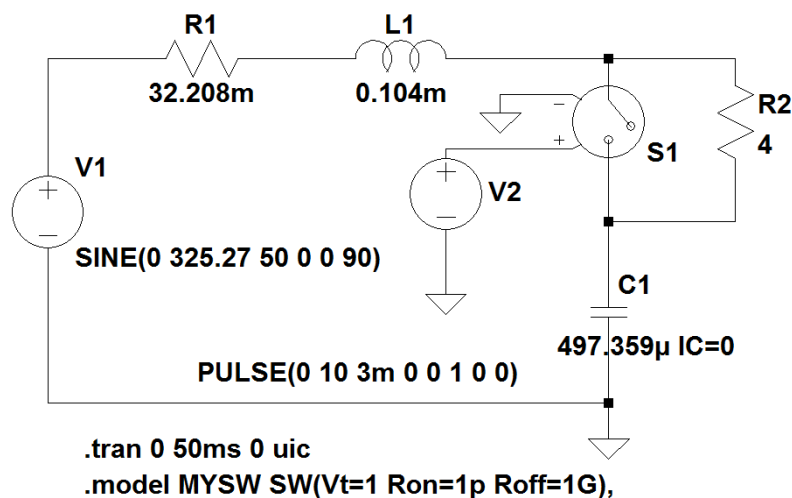 R1
L1
32.208m
0.104m
R2
4
S1
V1
V2
SINE(0 325.27 50 0 0 90)
C1
497.359µ IC=0
PULSE(0 10 3m 0 0 1 0 0)
.tran 0 50ms 0 uic
.model MYSW SW(Vt=1 Ron=1p Roff=1G),